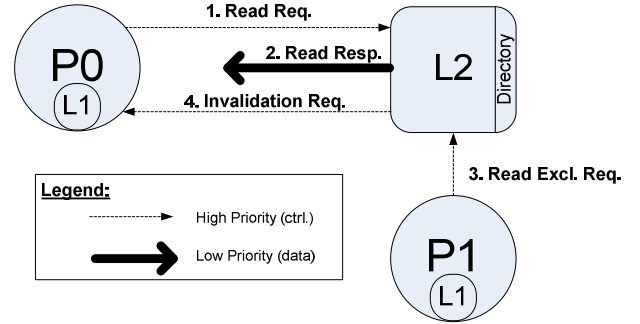 1. Read Req.
P0
L1
2. Read Resp.
L2
Directory
4. Invalidation Req.
3. Read Excl. Req.
Legend:
High Priority (ctrl.)
Low Priority (data)
P1
L1